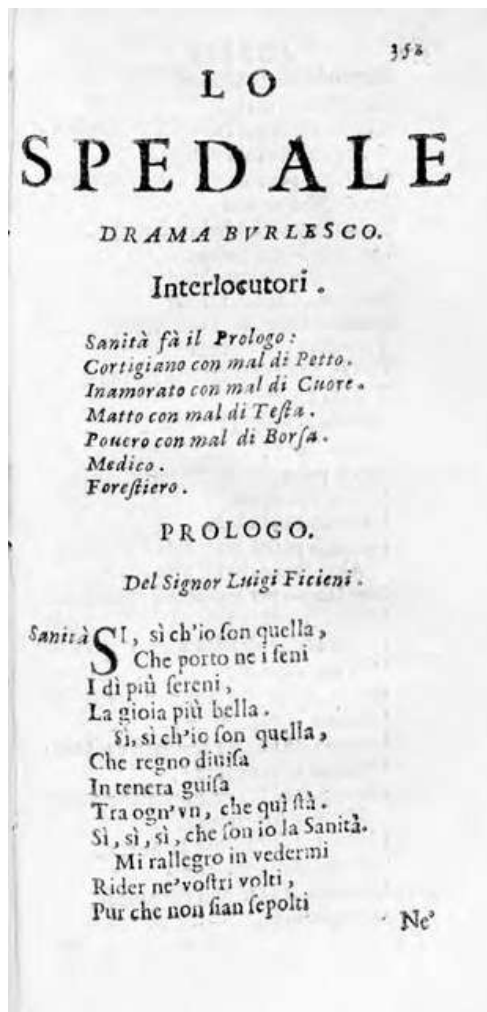 358
LO
SPEDALE
DRAMA BVRLESCO.
Interlocutori.
Sanità fà il Prologo:
Cortigiano con mal di Petto.
Inamorato con mal di Cuore.
Matto con mal di Teſta.
Pouero con mal di Borſa.
Medico.
Foreſtiero.
PROLOGO.
Del Signor Luigi Ficieni.
Sanità SI, sì ch'io ſon quella,
Che porto ne i ſeni
I dì più ſereni,
La gioia più bella.
Sì, sì ch'io ſon quella,
Che regno diuiſa
In tenera guiſa
Tra ogn'vn, che quì ſtà.
Sì, sì, sì, che ſon io la Sanità.
Mi rallegro in vedermi
Rider ne'voſtri volti,
Pur che non ſian ſepolti
Ne'